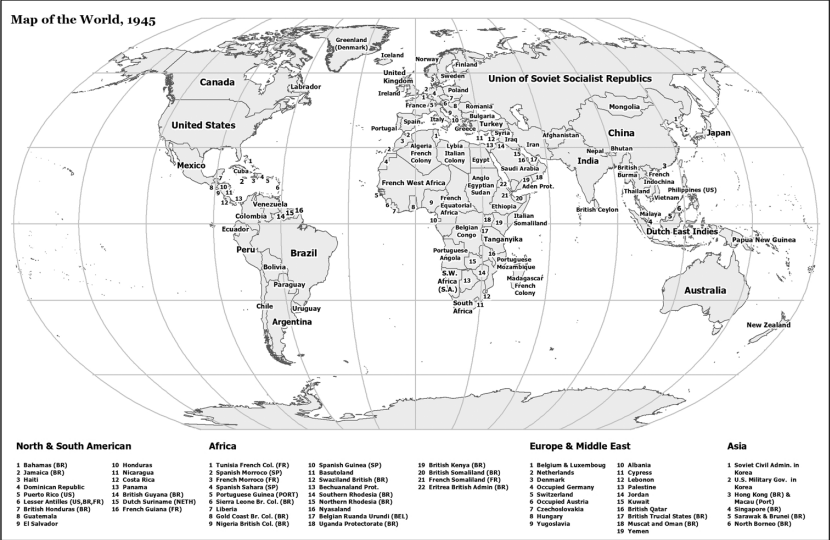 Map of the World, 1945
Greenland
(Denmark)
Iceland
Norway
Finland
Sweden
United
Kingdom
Ireland
Poland
France
Romania
Bulgaria
Italy
Spain
Portugal
Greece
Turkey
Syria
Iraq
Iran
Canada
Labrador
United States
Mexico
Cuba
Venezuela
Colombia
Ecuador
Peru
Brazil
Bolivia
Paraguay
Chile
Uruguay
Argentina
Union of Soviet Socialist Republics
Mongolia
China
Japan
Afghanistan
Nepal
Bhutan
India
British
Burma
French
Indochina
Thailand
Vietnam
Philippines (US)
British Ceylon
Malaya
Dutch East Indies
Papua New Guinea
Australia
New Zealand
Algeria
French
Colony
Lybia
Italian
Colony
Egypt
Saudi Arabia
Aden Prot.
French West Africa
Anglo
Egyptian
Sudan
French
Equatorial
Africa
Ethiopia
Italian
Somaliland
Belgian
Congo
Tanganyika
Portuguese
Angola
Portuguese
Mozambique
S.W.
Africa
(S.A.)
Madagascar
French
Colony
South
Africa
North & South American
1 Bahamas (BR)
2 Jamaica (BR)
3 Haiti
4 Dominican Republic
5 Puerto Rico (US)
6 Lesser Antilles (US,BR,FR)
7 British Honduras (BR)
8 Guatemala
9 El Salvador
10 Honduras
11 Nicaragua
12 Costa Rica
13 Panama
14 British Guyana (BR)
15 Dutch Suriname (NETH)
16 French Guiana (FR)
Africa
1 Tunisia French Col. (FR)
2 Spanish Morroco (SP)
3 French Morroco (FR)
4 Spanish Sahara (SP)
5 Portuguese Guinea (PORT)
6 Sierra Leone Br. Col. (BR)
7 Liberia
8 Gold Coast Br. Col. (BR)
9 Nigeria British Col. (BR)
10 Spanish Guinea (SP)
11 Basutoland
12 Swaziland British (BR)
13 Bechuanaland Prot.
14 Southern Rhodesia (BR)
15 Northern Rhodesia (BR)
16 Nyasaland
17 Belgian Ruanda Urundi (BEL)
18 Uganda Protectorate (BR)
19 British Kenya (BR)
20 British Somaliland (BR)
21 French Somaliland (FR)
22 Eritrea British Admin (BR)
Europe & Middle East
1 Belgium & Luxemboug
2 Netherlands
3 Denmark
4 Occupied Germany
5 Switzerland
6 Occupied Austria
7 Czechoslovakia
8 Hungary
9 Yugoslavia
10 Albania
11 Cypress
12 Lebonon
13 Palestine
14 Jordan
15 Kuwait
16 British Qatar
17 British Trucial States (BR)
18 Muscat and Oman (BR)
19 Yemen
Asia
1 Soviet Civil Admin. in
Korea
2 U.S. Military Gov. in
Korea
3 Hong Kong (BR) &
Macau (Port)
4 Singapore (BR)
5 Sarawak & Brunei (BR)
6 North Borneo (BR)